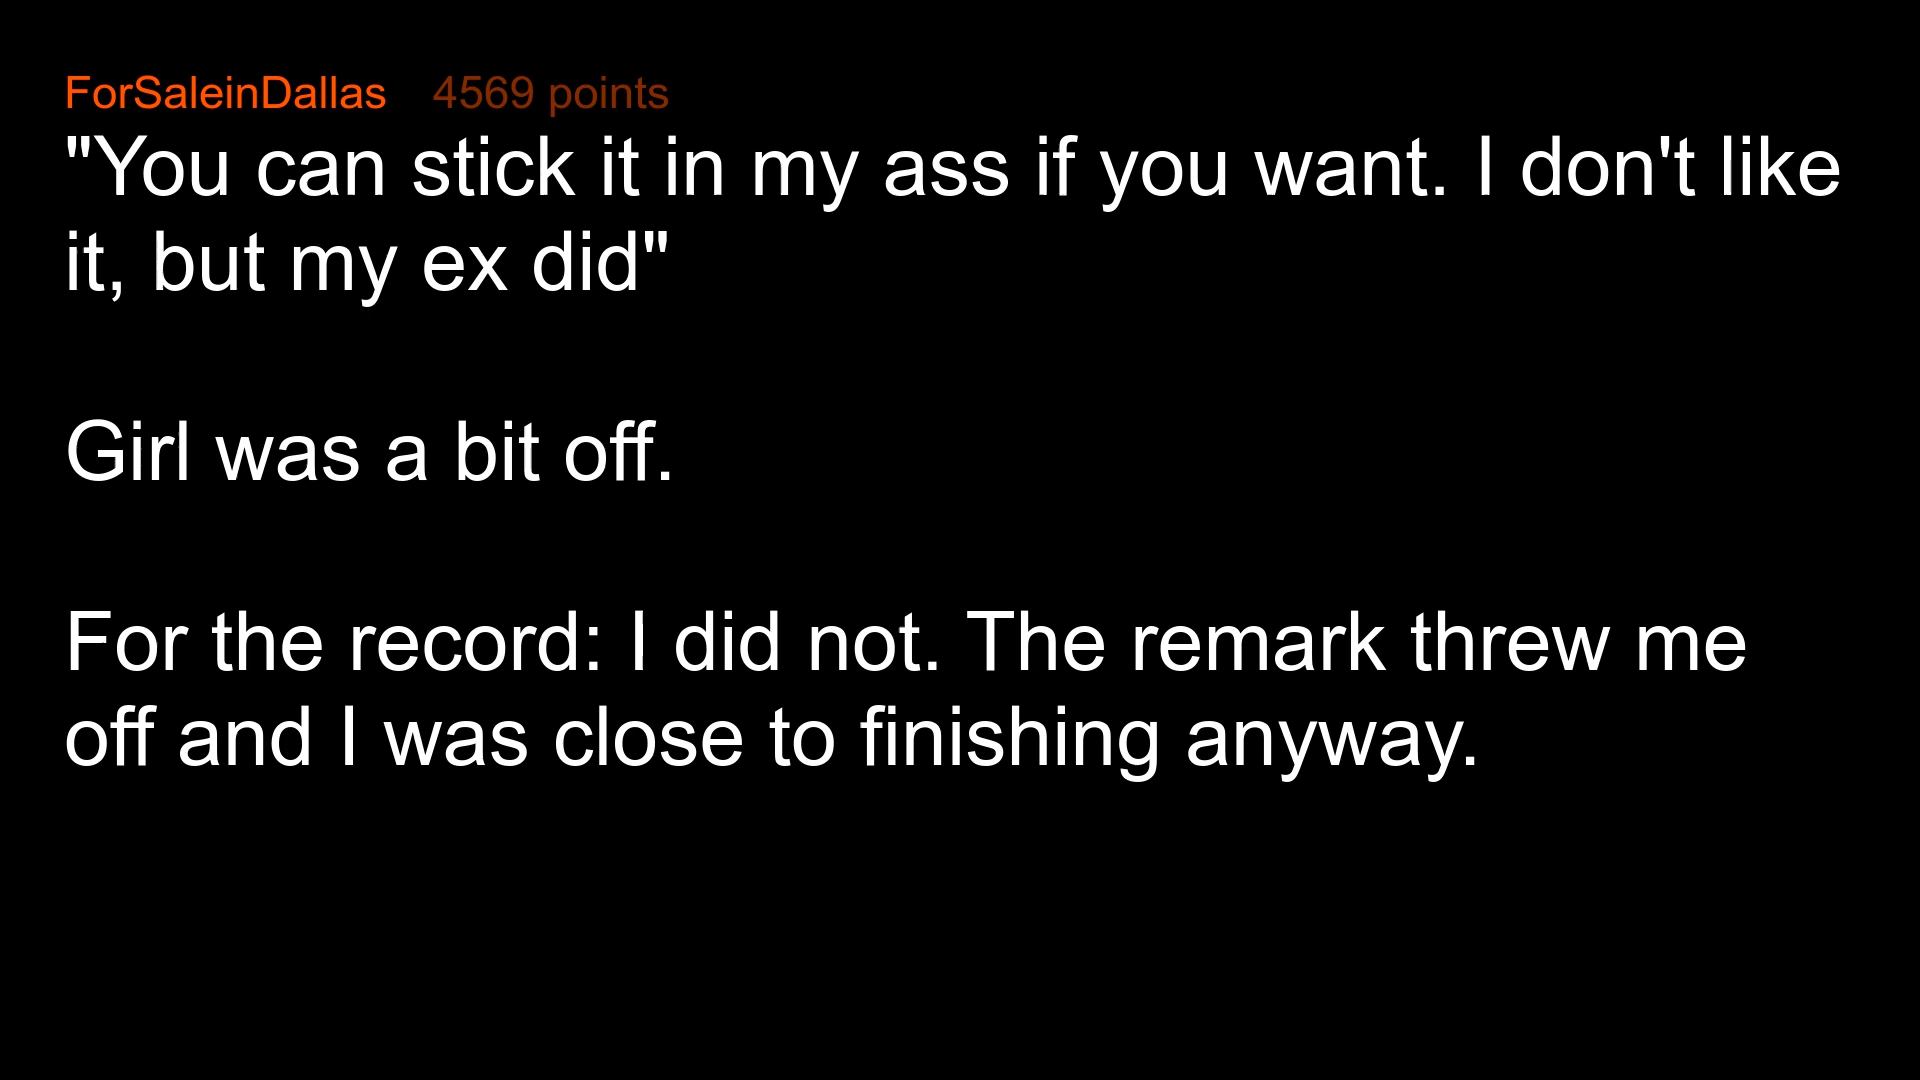 ForSaleinDallas 4569 points
"You can stick it in my ass if you want. I don't like
it, but my ex did"
Girl was a bit off.
For the record: I did not. The remark threw me
off and I was close to finishing anyway.